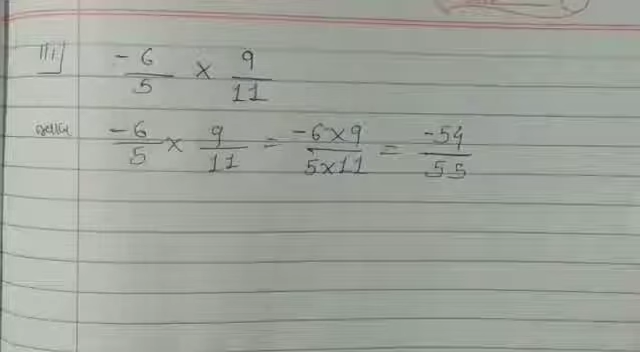 iii] -6/5 × 9/11
-6/5 × 9/11 = -6×9/5×11 = -54/55